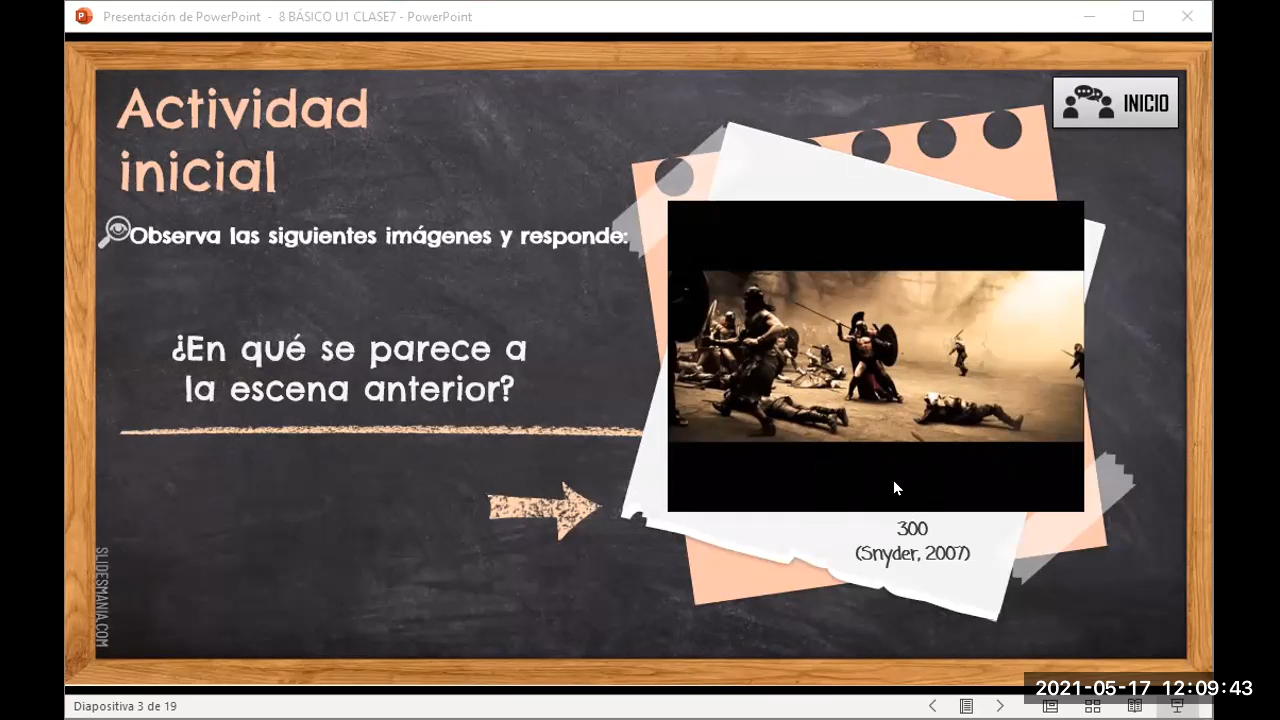 Presentación de PowerPoint - 8 BÁSICO U1 CLASE7 - PowerPoint
Actividad
inicial
INICIO
Observa las siguientes imágenes y responde:
¿En qué se parece a
la escena anterior?
300
(Snyder, 2007)
SLIDESMANIA.COM
2021-05-17 12:09:43
Diapositiva 3 de 19